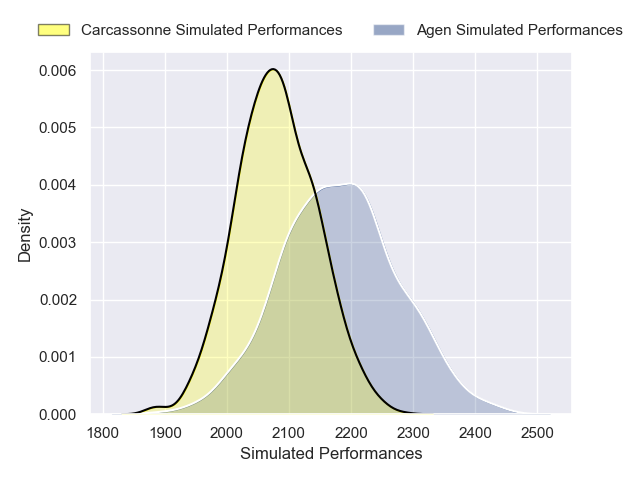 Carcassonne Simulated Performances
Agen Simulated Performances
0.006
0.005
0.004
0.003
0.002
0.001
0.000
Density
1800 1900 2000 2100 2200 2300 2400 2500
Simulated Performances